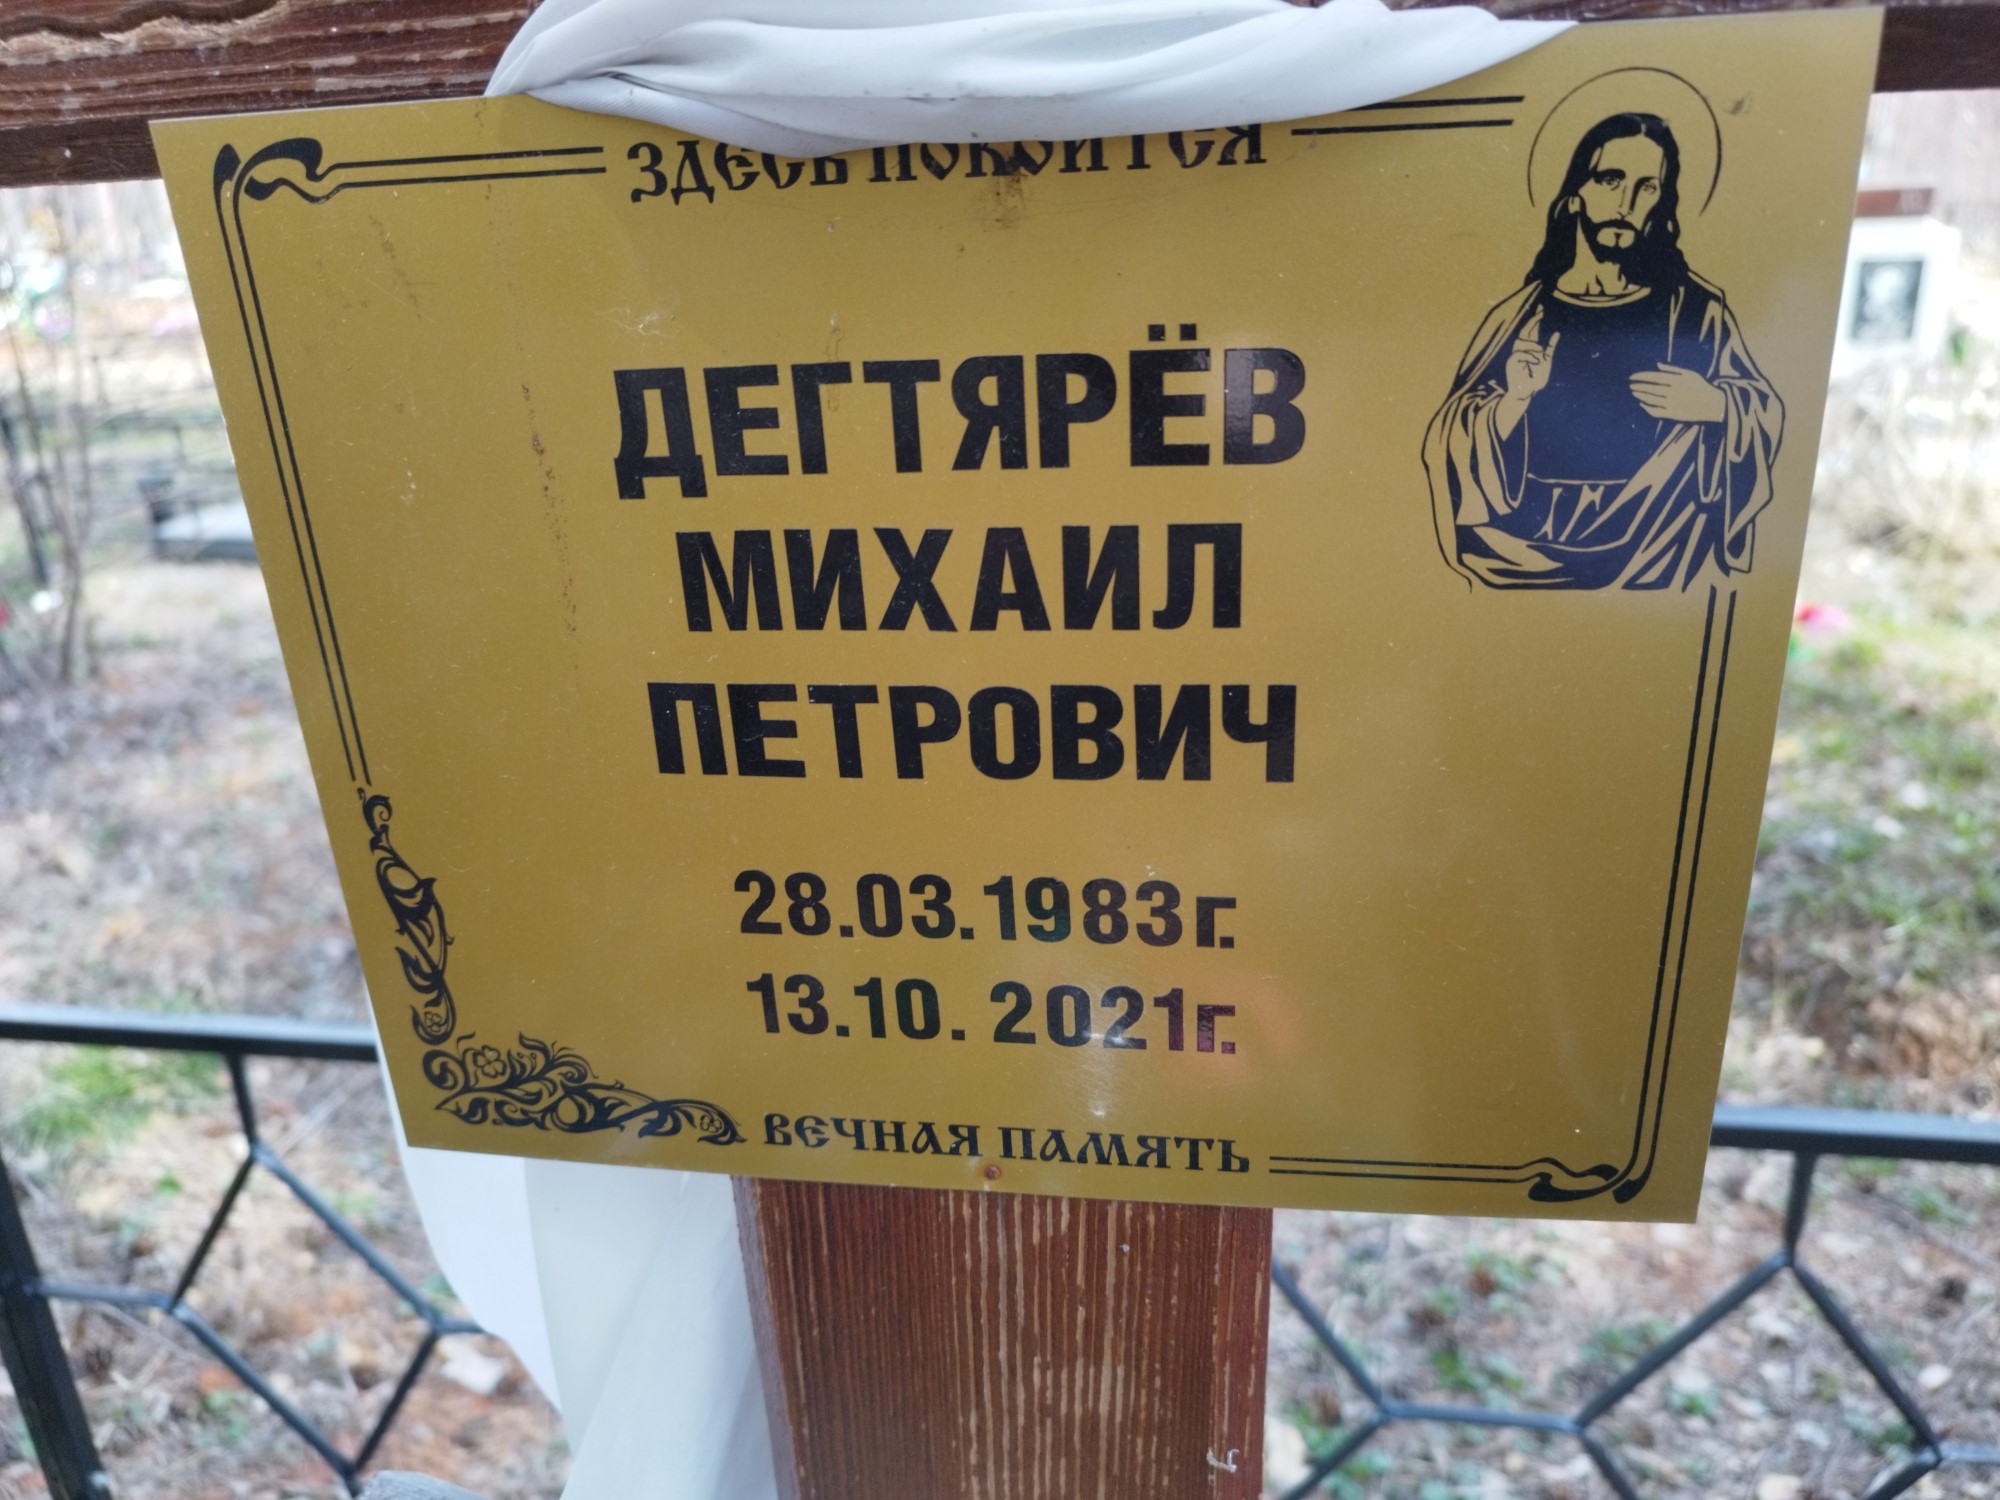 ЗДЕСЬ ПОКОИТСЯ
ДЕГТЯРЁВ
МИХАИЛ
ПЕТРОВИЧ
28.03.1983г.
13.10.2021г.
ВЕЧНАЯ ПАМЯТЬ